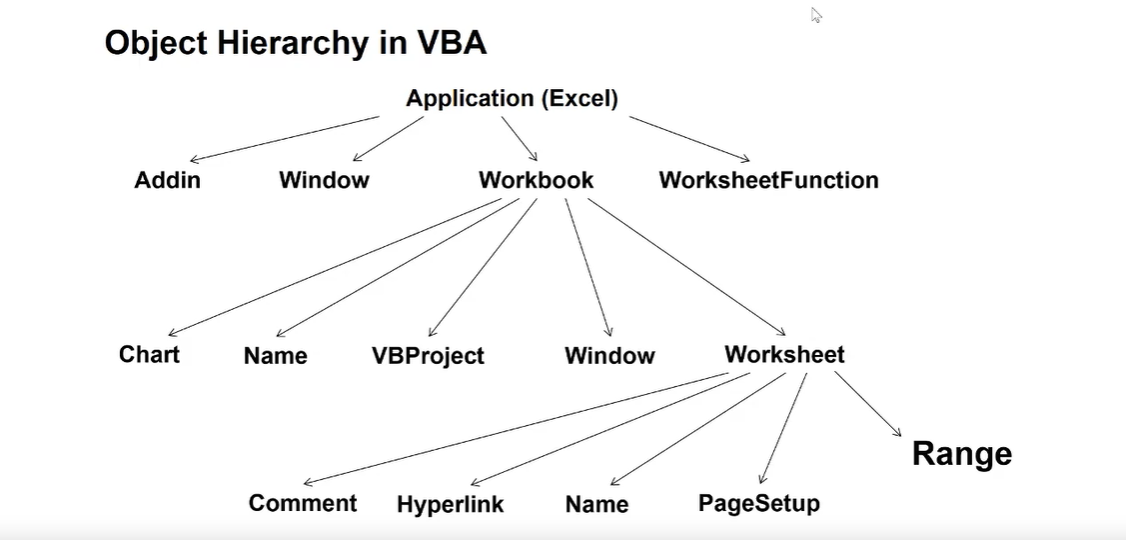 Object Hierarchy in VBA
Application (Excel)
Addin Window Workbook WorksheetFunction
Chart Name VBProject Window Worksheet
Range
Comment Hyperlink Name PageSetup